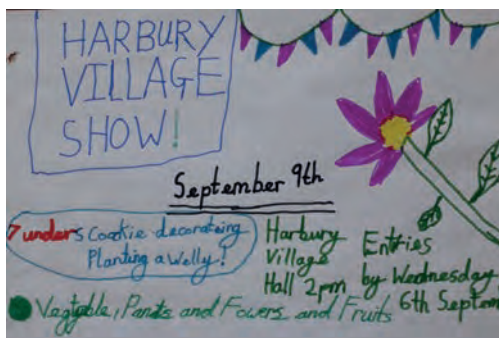 HARBURY
VILLAGE
SHOW!
September 9th
7 unders Cookie decorateing
Planting a Welly!
Harbury
Village
Hall 2pm
Entries
by Wednesday
6th Septem
Vegtable, Pants and Fowers and Fruits